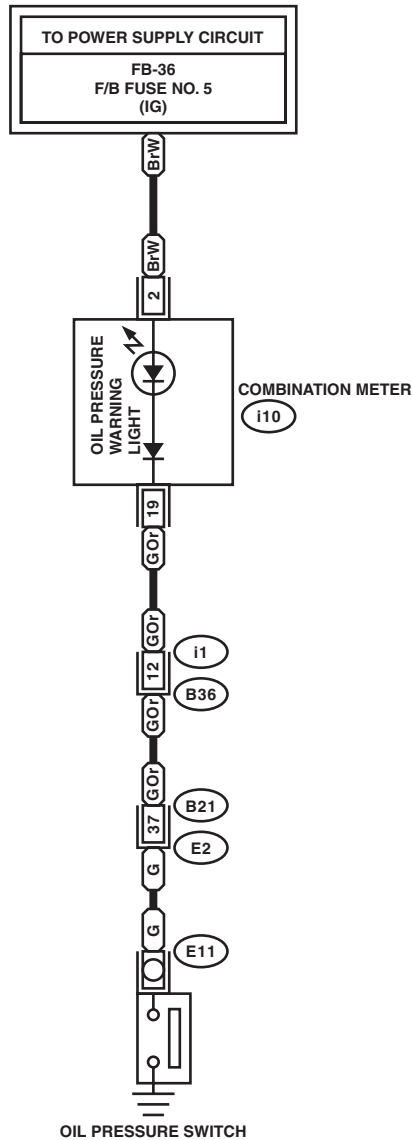 TO POWER SUPPLY CIRCUIT
FB-36
F/B FUSE NO. 5
(IG)
BrW
BrW
2
OIL PRESSURE
WARNING
LIGHT
COMBINATION METER
i10
19
GOr
GOr
i1
12
B36
GOr
GOr
B21
37
E2
G
G
E11
OIL PRESSURE SWITCH